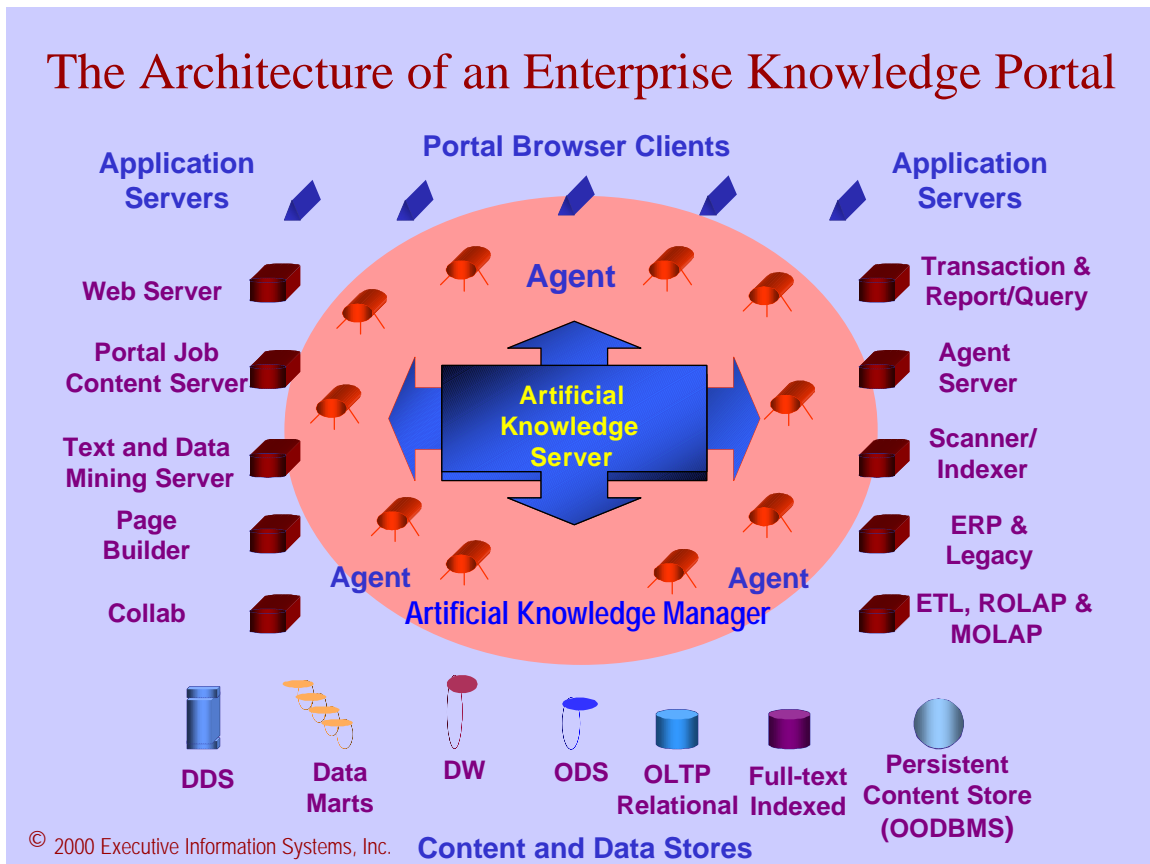 The Architecture of an Enterprise Knowledge Portal
Portal Browser Clients
Application
Servers
Application
Servers
Web Server
Portal Job
Content Server
Text and Data
Mining Server
Page
Builder
Collab
Agent
Artificial
Knowledge
Server
Agent
Agent
Artificial Knowledge Manager
Transaction &
Report/Query
Agent
Server
Scanner/
Indexer
ERP &
Legacy
ETL, ROLAP &
MOLAP
DDS
Data
Marts
DW
ODS
OLTP
Relational
Full-text
Indexed
Persistent
Content Store
(OODBMS)
© 2000 Executive Information Systems, Inc.
Content and Data Stores